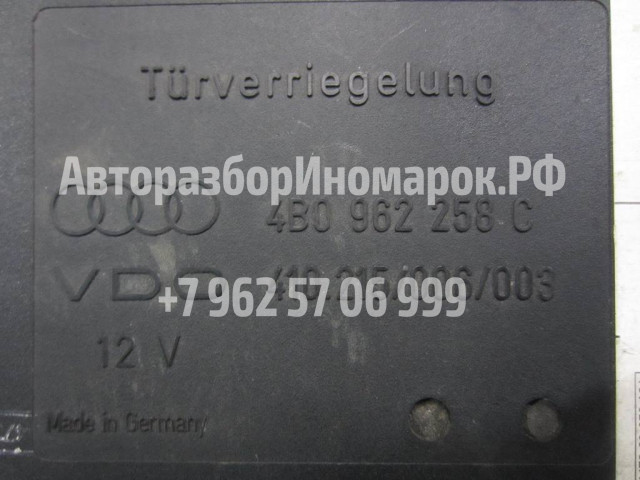 Türverriegelung
АвторазборИномарок.РФ
4B0 962 258 C
VDO
+7 962 57 06 999
12 V
Made in Germany